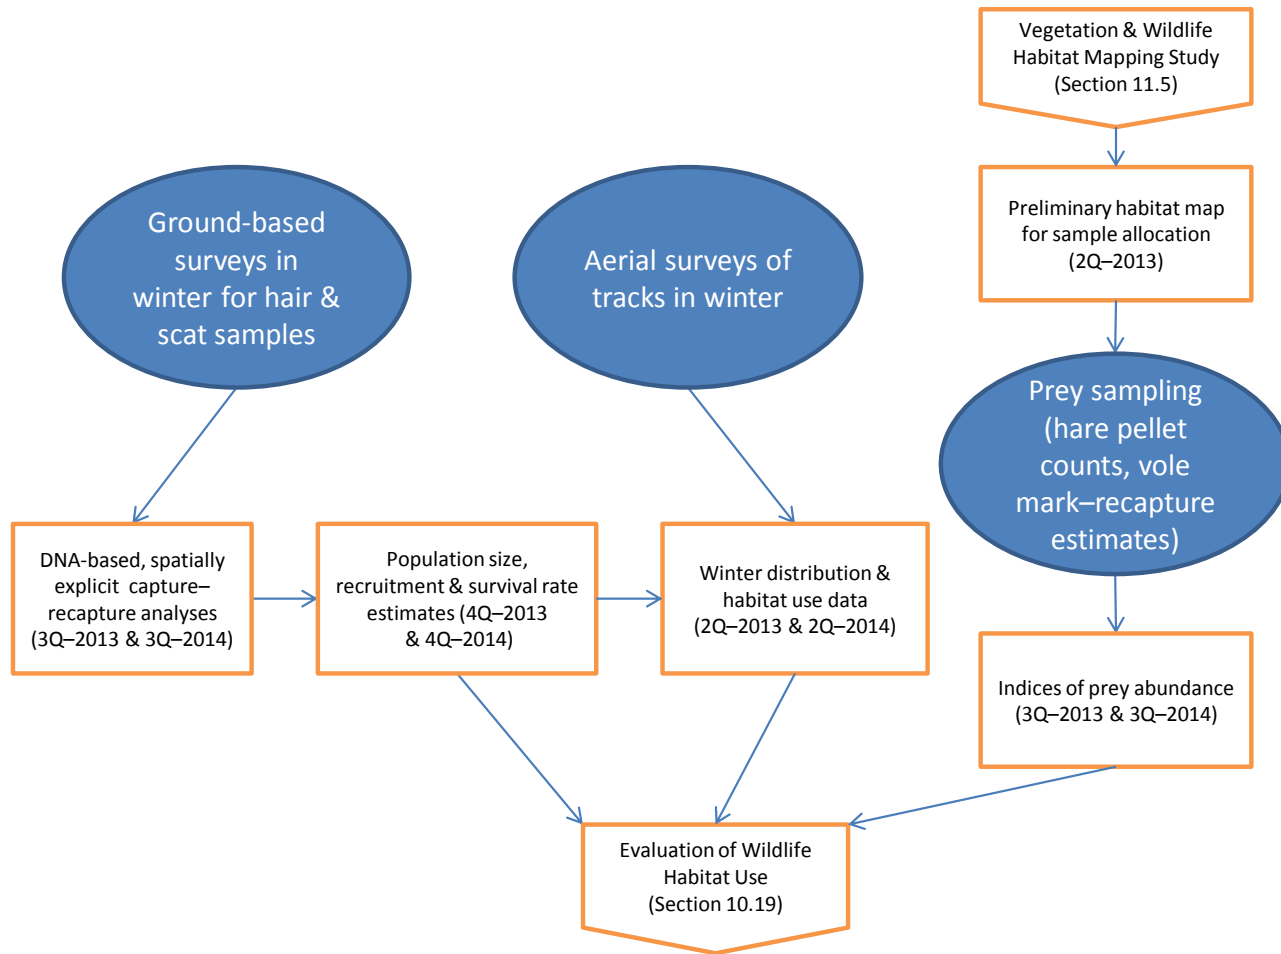 Vegetation & Wildlife
Habitat Mapping Study
(Section 11.5)
Ground-based
surveys in
winter for hair &
scat samples
Aerial surveys of
tracks in winter
Preliminary habitat map
for sample allocation
(2Q–2013)
Prey sampling
(hare pellet
counts, vole
mark–recapture
estimates)
DNA-based, spatially
explicit capture–
recapture analyses
(3Q–2013 & 3Q–2014)
Population size,
recruitment & survival rate
estimates (4Q–2013
& 4Q–2014)
Winter distribution &
habitat use data
(2Q–2013 & 2Q–2014)
Indices of prey abundance
(3Q–2013 & 3Q–2014)
Evaluation of Wildlife
Habitat Use
(Section 10.19)